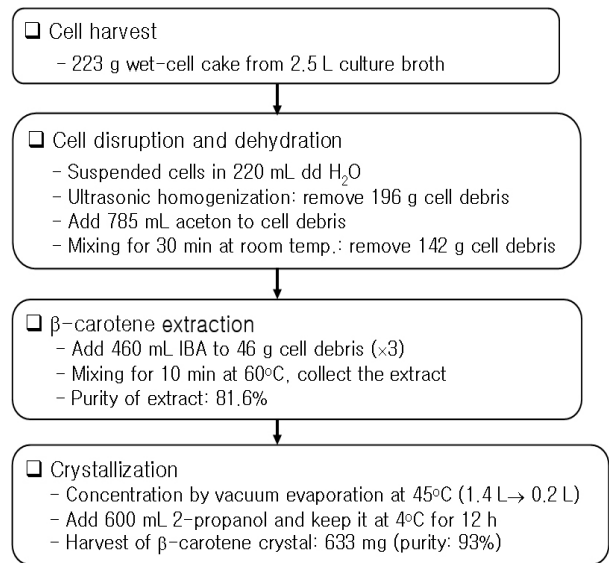 ❑ Cell harvest
- 223 g wet-cell cake from 2.5 L culture broth
❑ Cell disruption and dehydration
- Suspended cells in 220 mL dd H₂O
- Ultrasonic homogenization: remove 196 g cell debris
- Add 785 mL aceton to cell debris
- Mixing for 30 min at room temp.: remove 142 g cell debris
❑ β-carotene extraction
- Add 460 mL IBA to 46 g cell debris (×3)
- Mixing for 10 min at 60°C, collect the extract
- Purity of extract: 81.6%
❑ Crystallization
- Concentration by vacuum evaporation at 45°C (1.4 L→ 0.2 L)
- Add 600 mL 2-propanol and keep it at 4°C for 12 h
- Harvest of β-carotene crystal: 633 mg (purity: 93%)